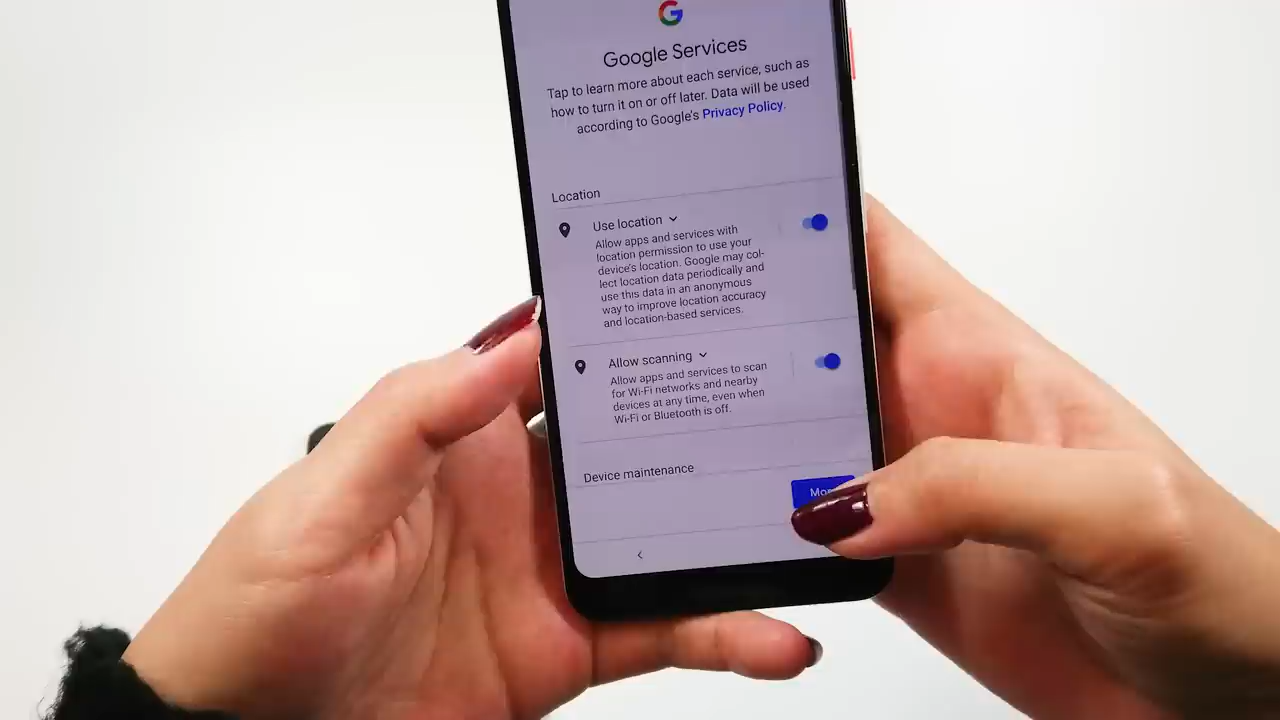 G
Google Services
Tap to learn more about each service, such as
how to turn it on or off later. Data will be used
according to Google's Privacy Policy.
Location
Use location
Allow apps and services with
location permission to use your
device's location. Google may col-
lect location data periodically and
use this data in an anonymous
way to improve location accuracy
and location-based services.
Allow scanning
Allow apps and services to scan
for Wi-Fi networks and nearby
devices at any time, even when
Wi-Fi or Bluetooth is off.
Device maintenance